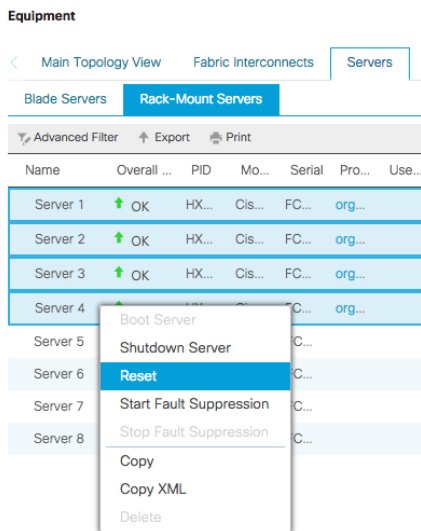 Equipment
Main Topology View Fabric Interconnects Servers
Blade Servers Rack-Mount Servers
Advanced Filter Export Print
Name Overall ... PID Mo... Serial Pro... Use...
Server 1 OK HX... Cis... FC... org...
Server 2 OK HX... Cis... FC... org...
Server 3 OK HX... Cis... FC... org...
Server 4 FC... org...
Boot Server
Server 5 C...
Shutdown Server
Server 6 C...
Reset
Server 7 C...
Start Fault Suppression
Server 8 C...
Stop Fault Suppression
Copy
Copy XML
Delete